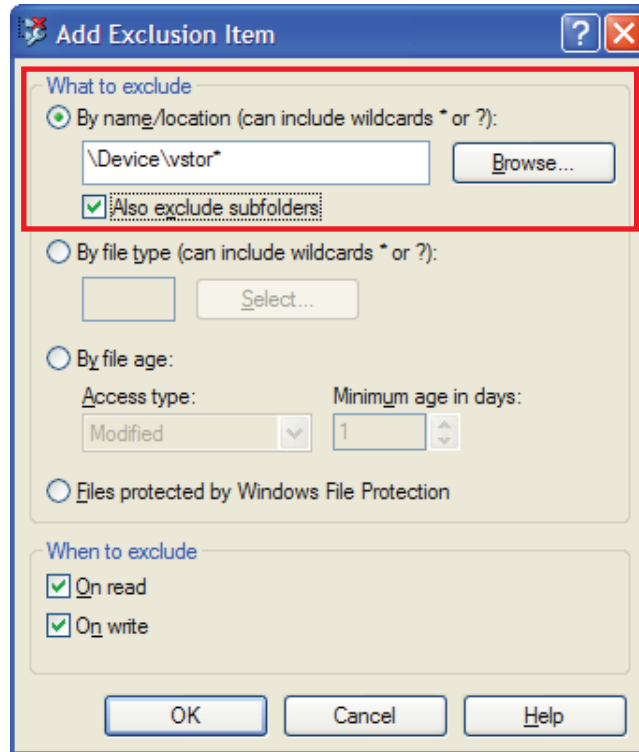 Add Exclusion Item
What to exclude
By name/location (can include wildcards * or ?):
\Device\vstor*
Browse...
Also exclude subfolders
By file type (can include wildcards * or ?):
Select...
By file age:
Access type:
Minimum age in days:
Modified
1
Files protected by Windows File Protection
When to exclude
On read
On write
OK
Cancel
Help